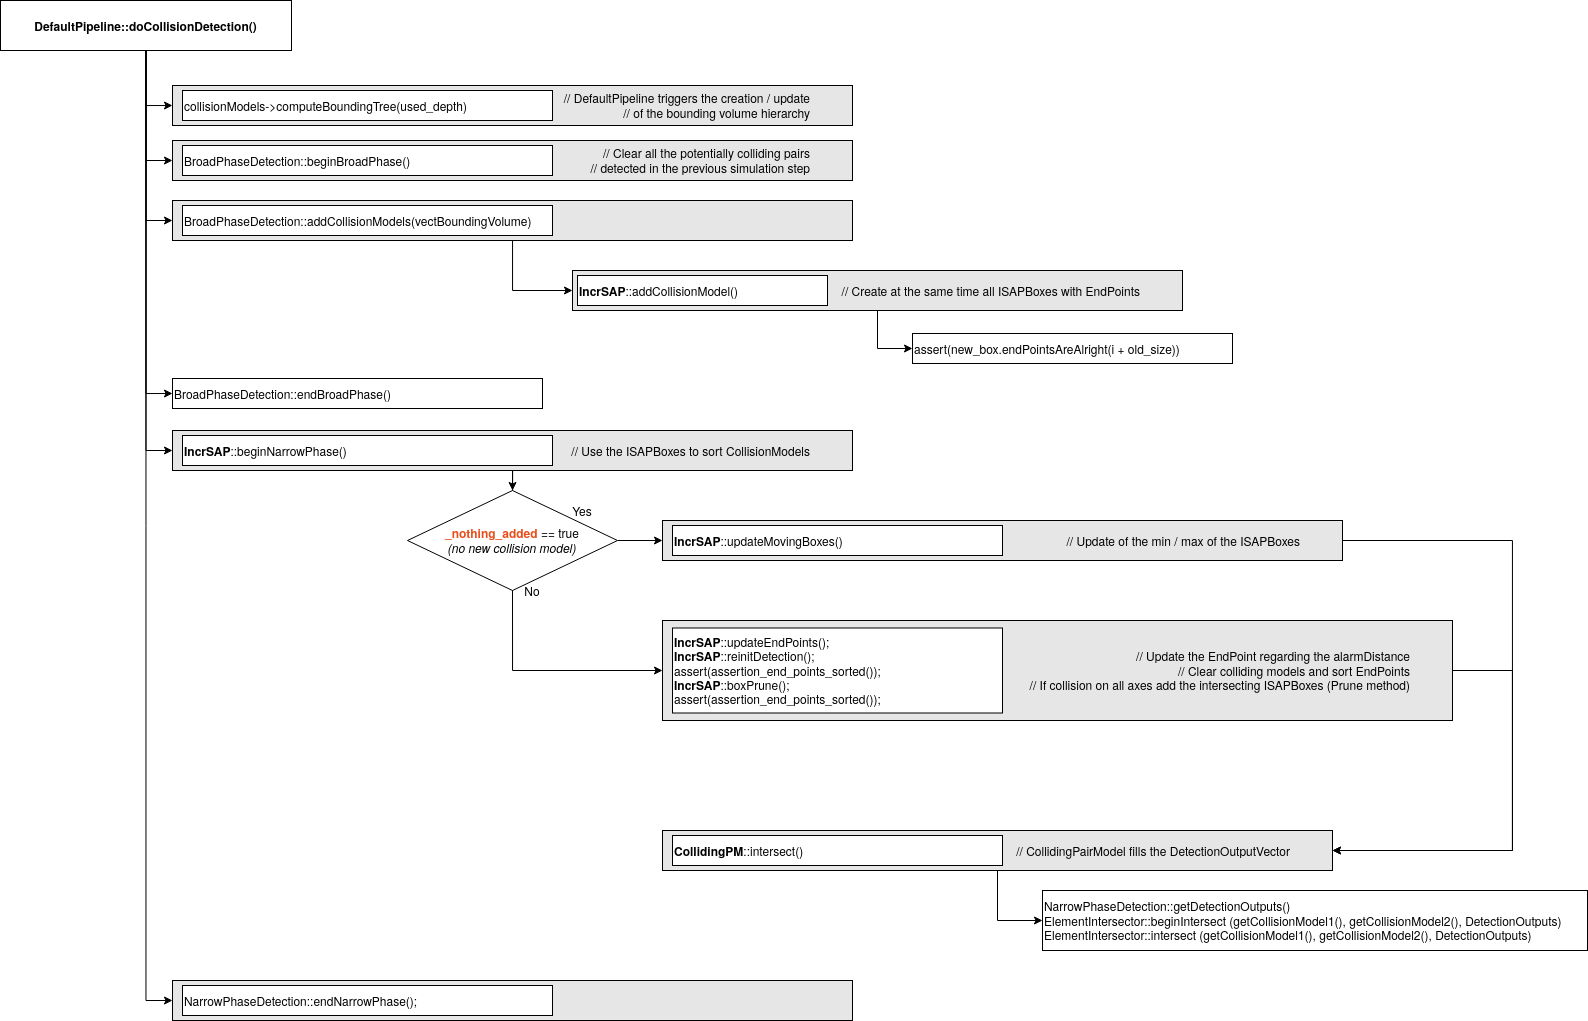 DefaultPipeline::doCollisionDetection()
collisionModels->computeBoundingTree(used_depth)
// DefaultPipeline triggers the creation / update
// of the bounding volume hierarchy
BroadPhaseDetection::beginBroadPhase()
// Clear all the potentially colliding pairs
// detected in the previous simulation step
BroadPhaseDetection::addCollisionModels(vectBoundingVolume)
IncrSAP::addCollisionModel()
// Create at the same time all ISAPBoxes with EndPoints
assert(new_box.endPointsAreAlright(i + old_size))
BroadPhaseDetection::endBroadPhase()
IncrSAP::beginNarrowPhase()
// Use the ISAPBoxes to sort CollisionModels
_nothing_added == true
(no new collision model)
Yes
IncrSAP::updateMovingBoxes()
// Update of the min / max of the ISAPBoxes
No
IncrSAP::updateEndPoints();
IncrSAP::reinitDetection();
assert(assertion_end_points_sorted());
IncrSAP::boxPrune();
assert(assertion_end_points_sorted());
// Update the EndPoint regarding the alarmDistance
// Clear colliding models and sort EndPoints
// If collision on all axes add the intersecting ISAPBoxes (Prune method)
CollidingPM::intersect()
// CollidingPairModel fills the DetectionOutputVector
NarrowPhaseDetection::getDetectionOutputs()
ElementIntersector::beginIntersect (getCollisionModel1(), getCollisionModel2(), DetectionOutputs)
ElementIntersector::intersect (getCollisionModel1(), getCollisionModel2(), DetectionOutputs)
NarrowPhaseDetection::endNarrowPhase();